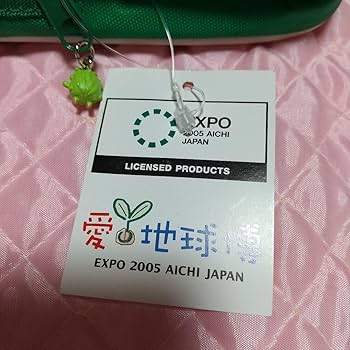 EXPO
2005 AICHI
JAPAN
LICENSED PRODUCTS
愛・地球博
EXPO 2005 AICHI JAPAN